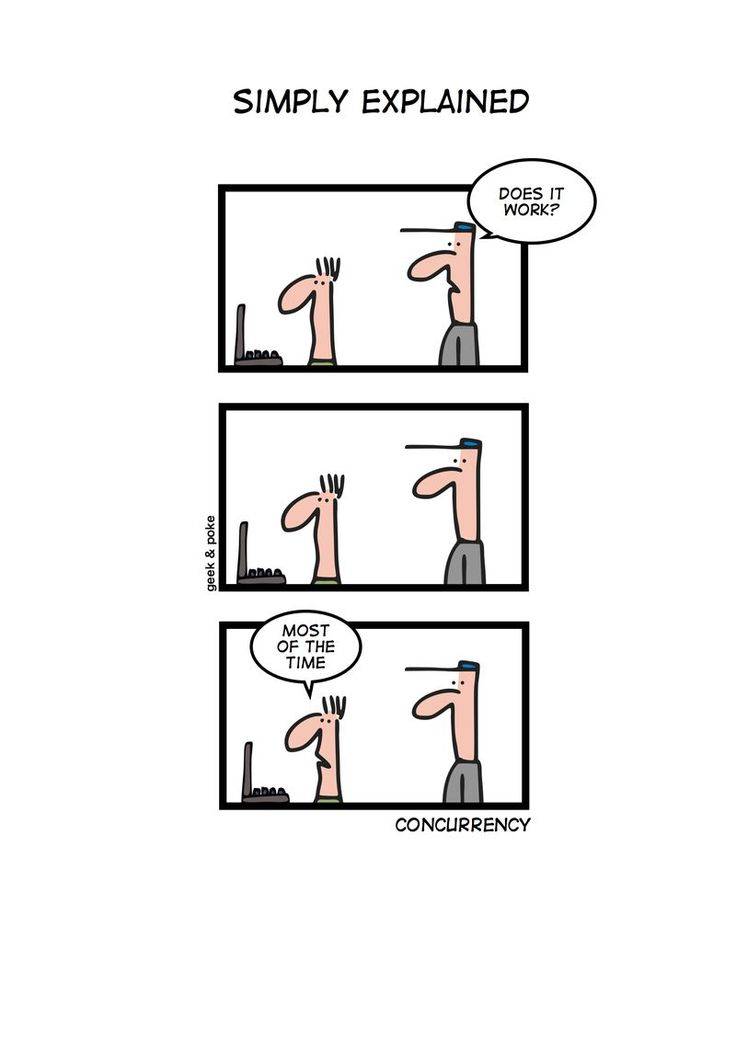 SIMPLY EXPLAINED
DOES IT
WORK?
geek & poke
MOST
OF THE
TIME
CONCURRENCY